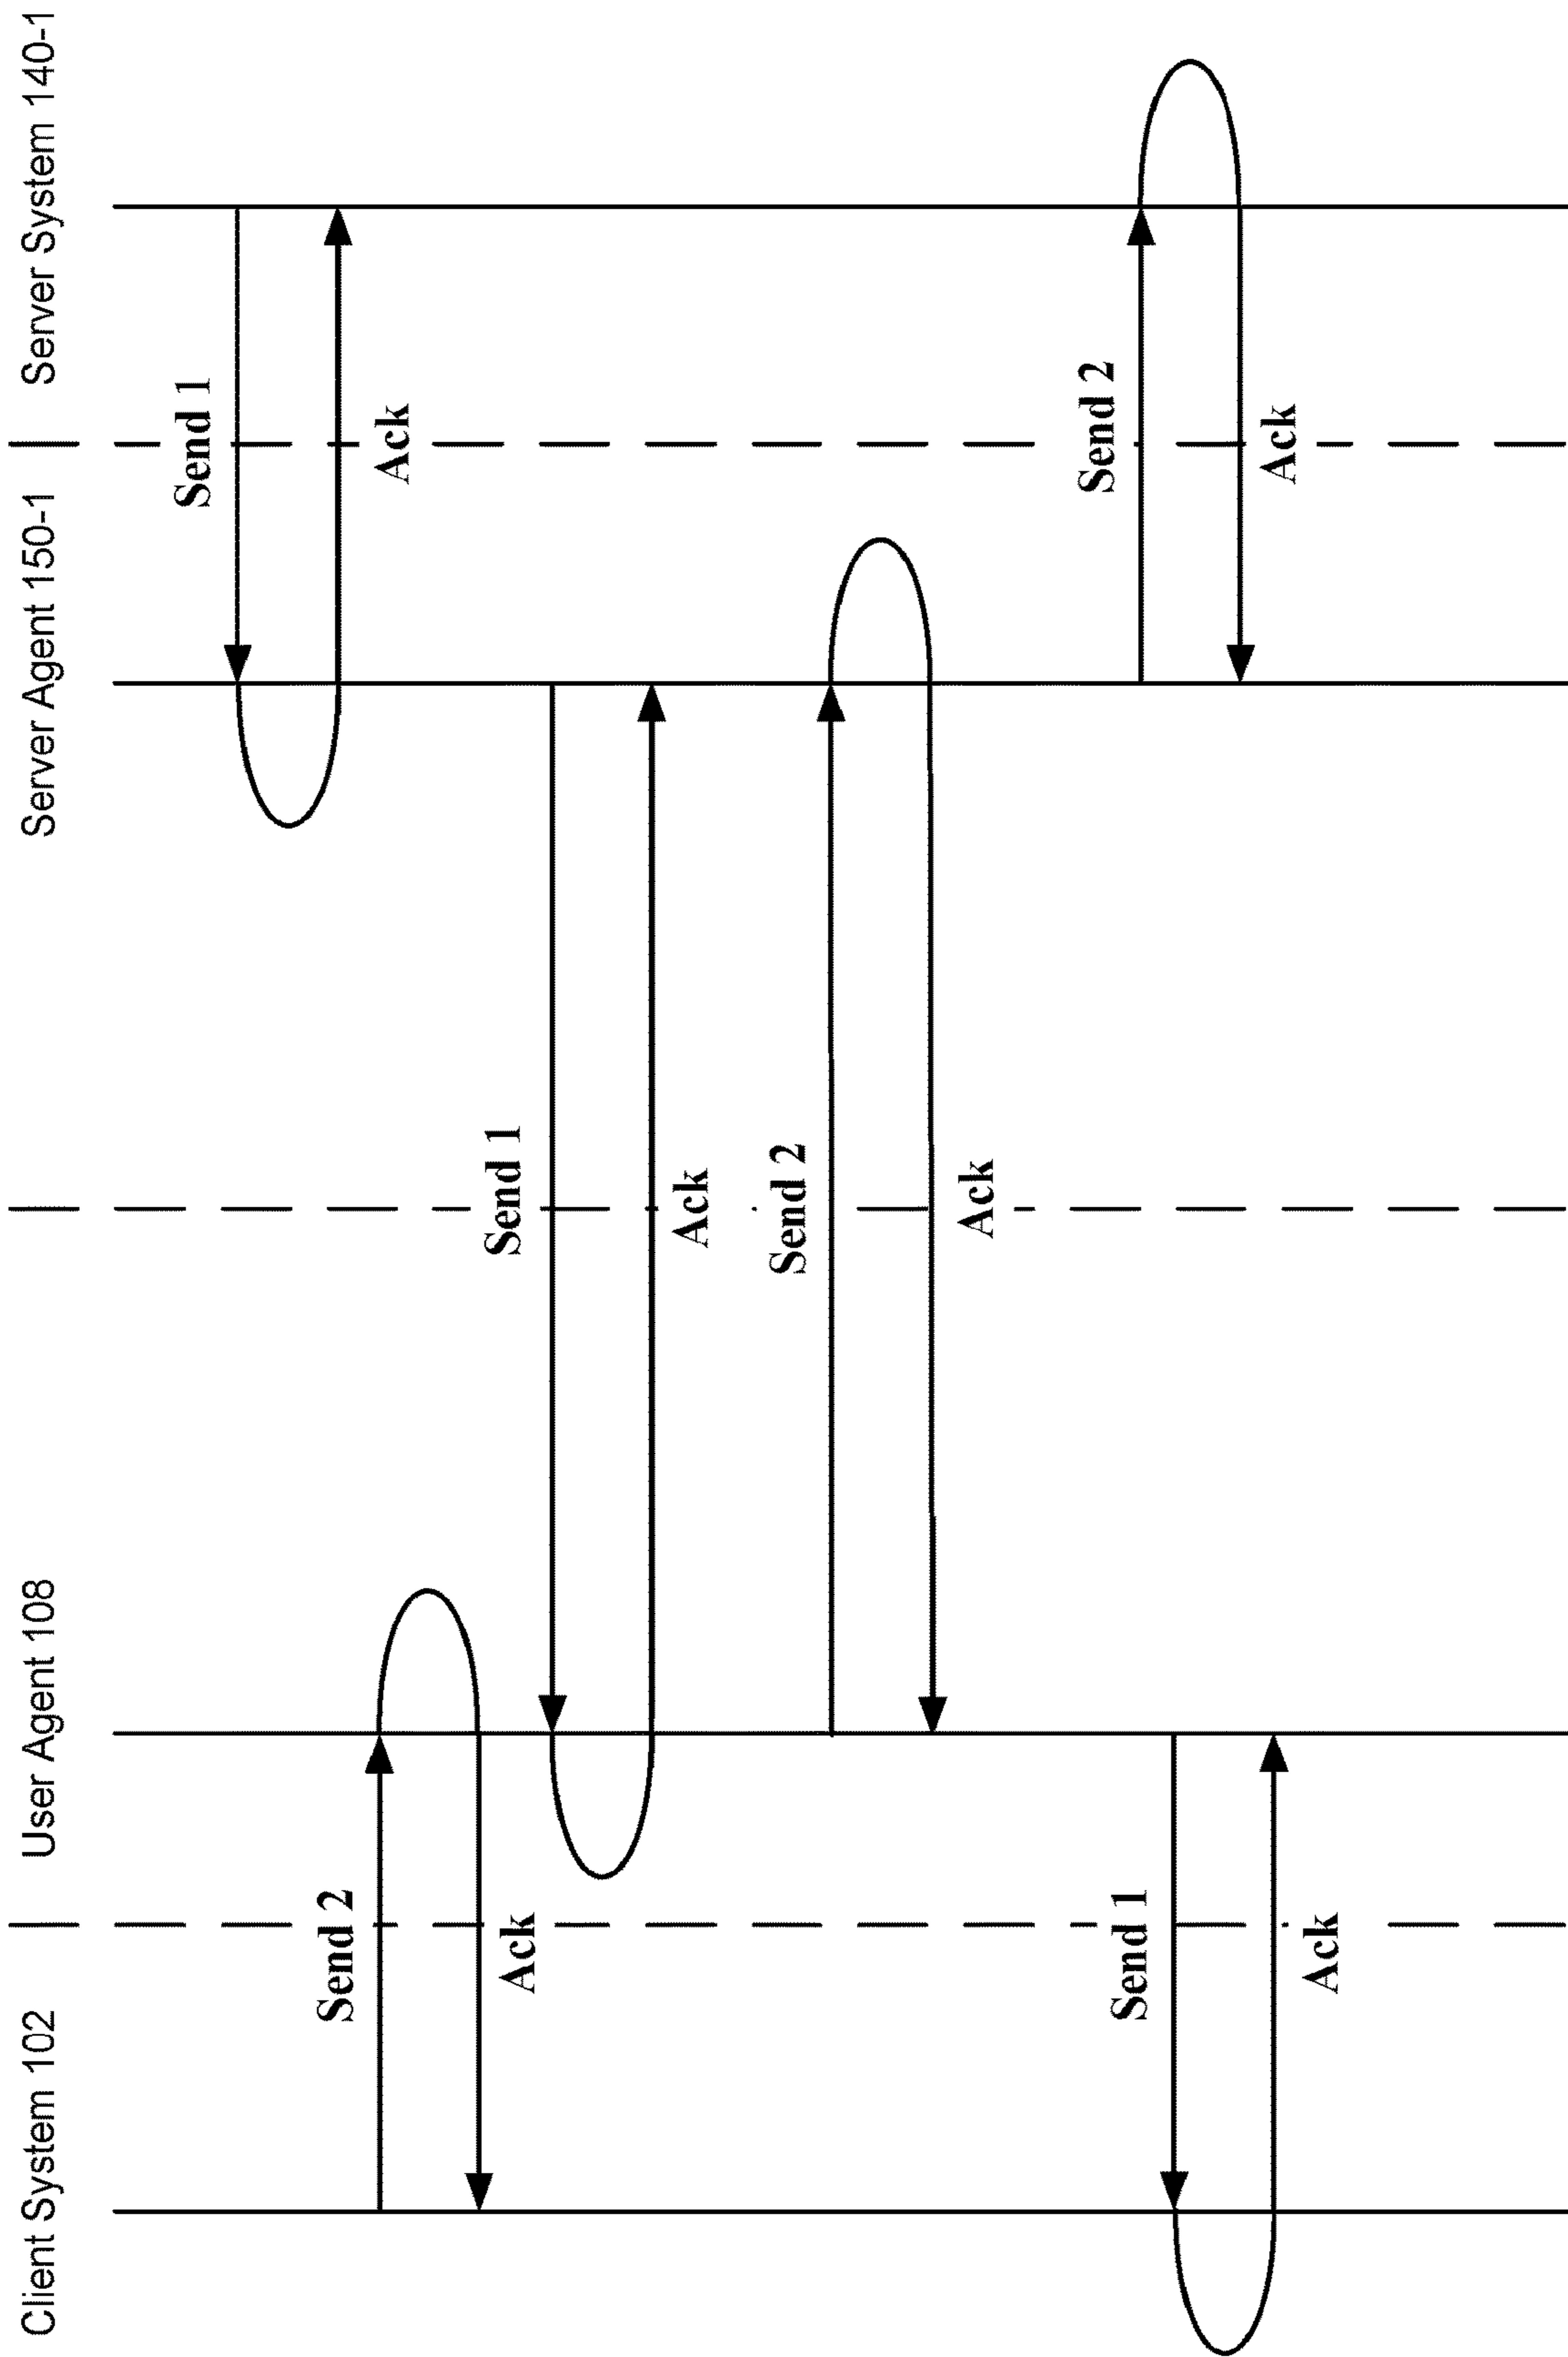 Client System 102
User Agent 108
Server Agent 150-1
Server System 140-1
Send 1
Send 2
Ack
Ack
Send 1
Ack
Send 2
Ack
Send 2
Send 1
Ack
Ack